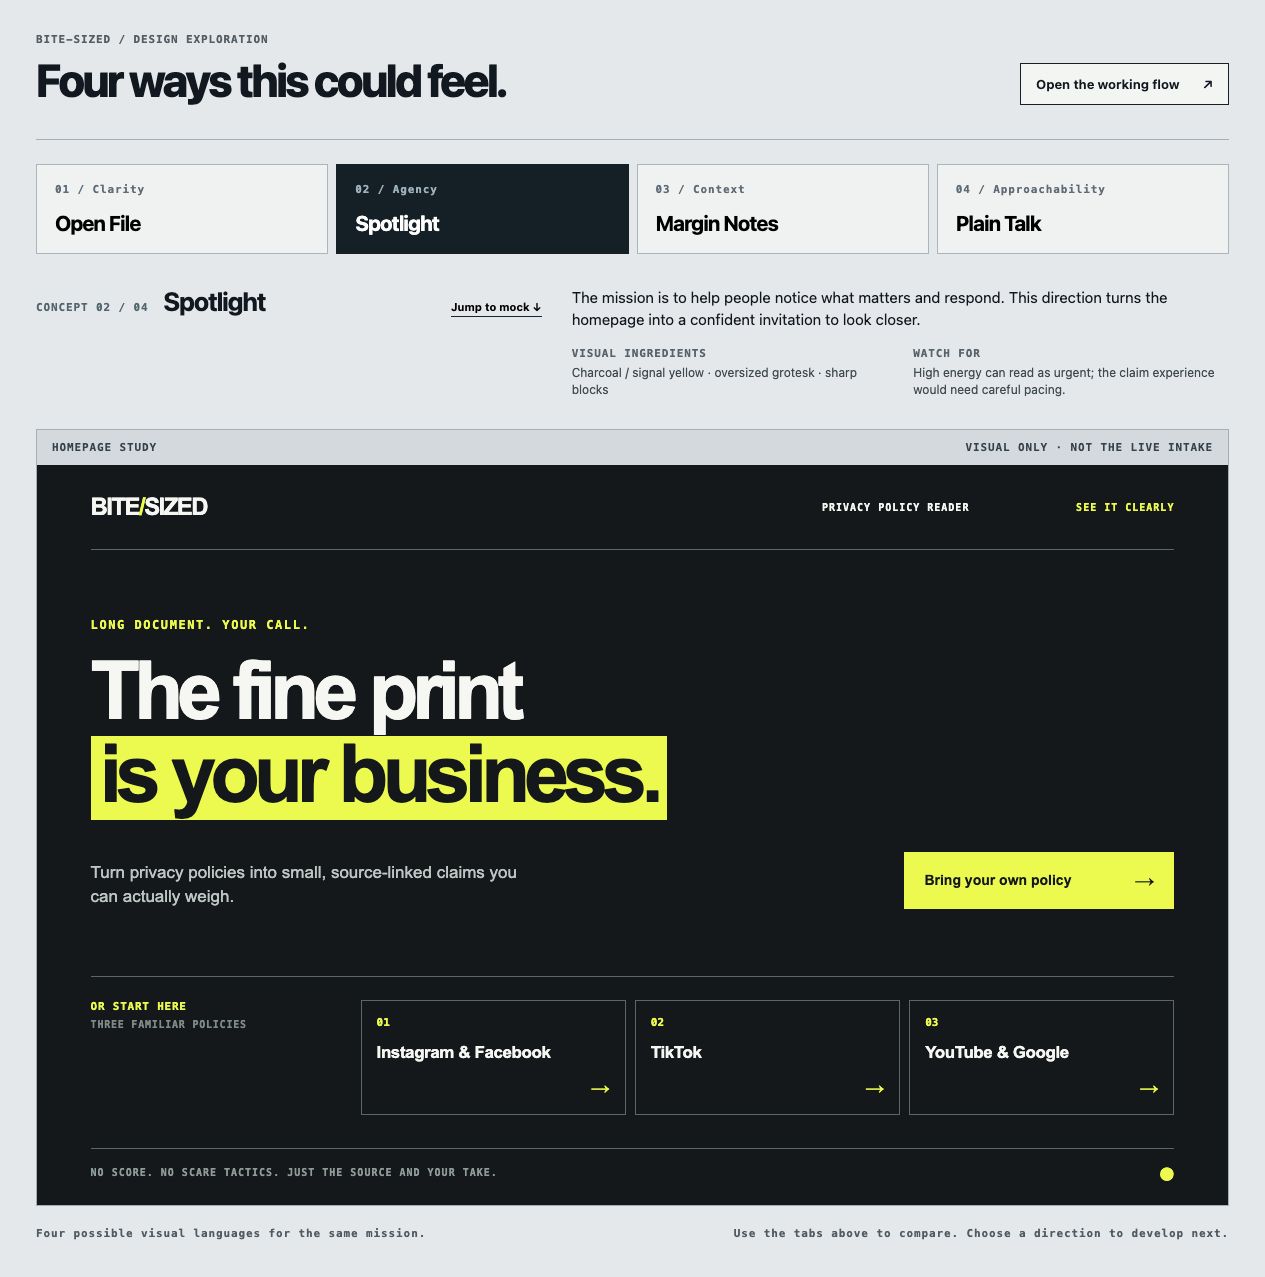 BITE-SIZED / DESIGN EXPLORATION
Four ways this could feel.
Open the working flow ↗
01 / Clarity
Open File
02 / Agency
Spotlight
03 / Context
Margin Notes
04 / Approachability
Plain Talk
CONCEPT 02 / 04 Spotlight
Jump to mock ↓
The mission is to help people notice what matters and respond. This direction turns the
homepage into a confident invitation to look closer.
VISUAL INGREDIENTS
Charcoal / signal yellow · oversized grotesk · sharp
blocks
WATCH FOR
High energy can read as urgent; the claim experience
would need careful pacing.
HOMEPAGE STUDY
VISUAL ONLY · NOT THE LIVE INTAKE
BITE/SIZED
PRIVACY POLICY READER
SEE IT CLEARLY
LONG DOCUMENT. YOUR CALL.
The fine print
is your business.
Turn privacy policies into small, source-linked claims you
can actually weigh.
Bring your own policy →
OR START HERE
THREE FAMILIAR POLICIES
01
Instagram & Facebook
→
02
TikTok
→
03
YouTube & Google
→
NO SCORE. NO SCARE TACTICS. JUST THE SOURCE AND YOUR TAKE.
Four possible visual languages for the same mission.
Use the tabs above to compare. Choose a direction to develop next.